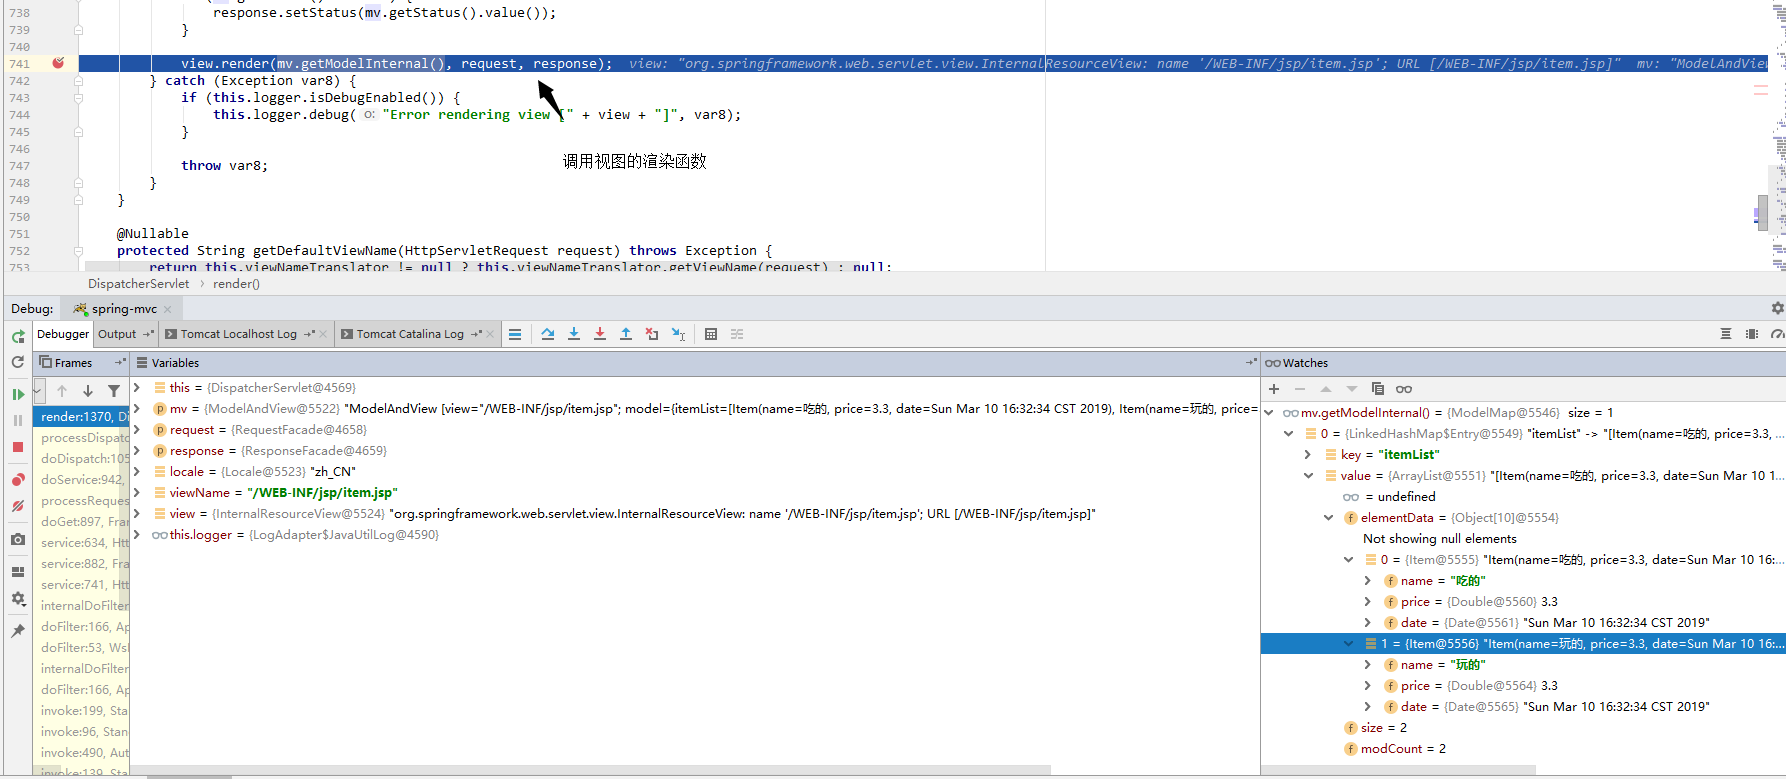 738 response.setStatus(mv.getStatus().value());
739 }
740
741 view.render(mv.getModelInternal(), request, response); view: "org.springframework.web.servlet.view.InternalResourceView: name '/WEB-INF/jsp/item.jsp'; URL [/WEB-INF/jsp/item.jsp]" mv: "ModelAndView
742 } catch (Exception var8) {
743 if (this.logger.isDebugEnabled()) {
744 this.logger.debug( o: "Error rendering view [" + view + "]", var8);
745 }
746
调用视图的渲染函数
747 throw var8;
748 }
749 }
750
751 @Nullable
752 protected String getDefaultViewName(HttpServletRequest request) throws Exception {
753 return this.viewNameTranslator != null ? this.viewNameTranslator.getViewName(request) : null;
DispatcherServlet › render()
Debug: spring-mvc
Debugger Output Tomcat Localhost Log Tomcat Catalina Log
Frames
render:1370, Di
processDispatc
doDispatch:105
doService:942,
processReques
doGet:897, Fran
service:634, Htt
service:882, Fra
service:741, Htt
internalDoFilter
doFilter:166, Ap
doFilter:53, WsI
internalDoFilter
doFilter:166, Ap
invoke:199, Sta
invoke:96, Stan
invoke:490, Aut
invoke:139, Sta
Variables
this = {DispatcherServlet@4569}
mv = {ModelAndView@5522} "ModelAndView [view="/WEB-INF/jsp/item.jsp"; model={itemList=[Item(name=吃的, price=3.3, date=Sun Mar 10 16:32:34 CST 2019), Item(name=玩的, price=
request = {RequestFacade@4658}
response = {ResponseFacade@4659}
locale = {Locale@5523} "zh_CN"
viewName = "/WEB-INF/jsp/item.jsp"
view = {InternalResourceView@5524} "org.springframework.web.servlet.view.InternalResourceView: name '/WEB-INF/jsp/item.jsp'; URL [/WEB-INF/jsp/item.jsp]"
this.logger = {LogAdapter$JavaUtilLog@4590}
Watches
mv.getModelInternal() = {ModelMap@5546} size = 1
0 = {LinkedHashMap$Entry@5549} "itemList" -> "[Item(name=吃的, price=3.3, ...
key = "itemList"
value = {ArrayList@5551} "[Item(name=吃的, price=3.3, date=Sun Mar 10 1...
= undefined
elementData = {Object[10]@5554}
Not showing null elements
0 = {Item@5555} "Item(name=吃的, price=3.3, date=Sun Mar 10 16:...
name = "吃的"
price = {Double@5560} 3.3
date = {Date@5561} "Sun Mar 10 16:32:34 CST 2019"
1 = {Item@5556} "Item(name=玩的, price=3.3, date=Sun Mar 10 16:...
name = "玩的"
price = {Double@5564} 3.3
date = {Date@5565} "Sun Mar 10 16:32:34 CST 2019"
size = 2
modCount = 2